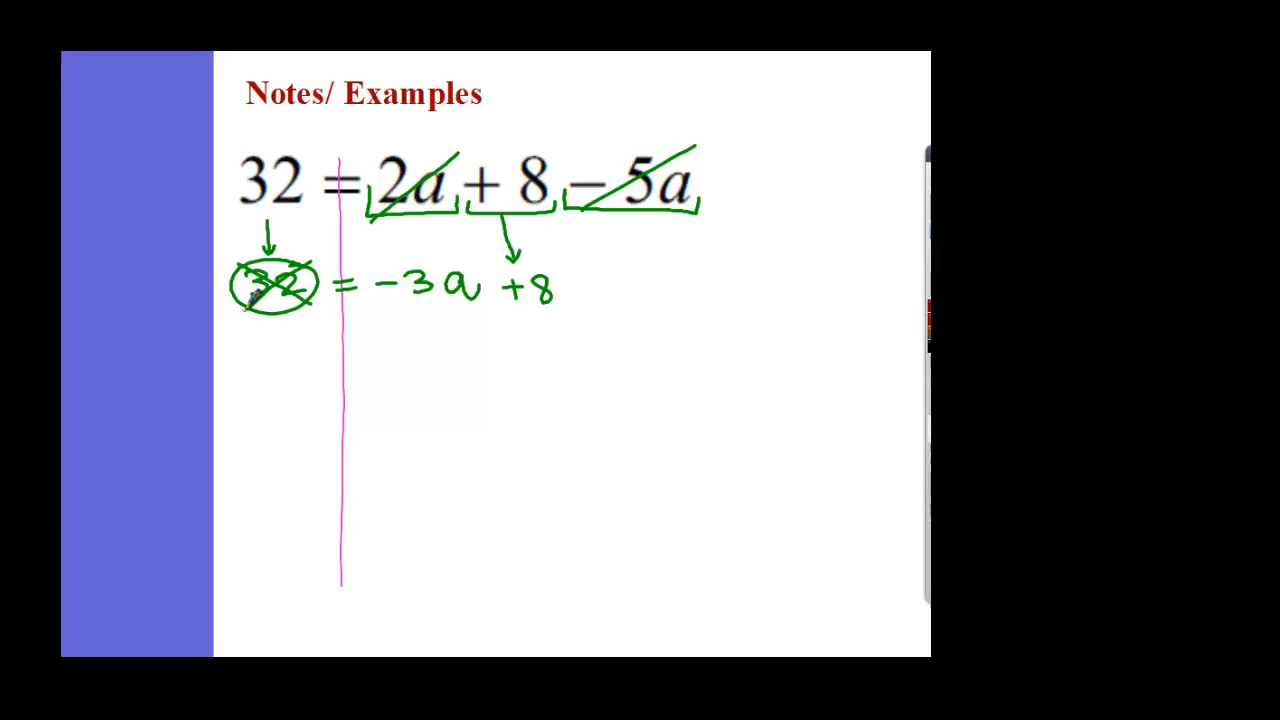 Notes/ Examples
32 = 2a + 8 − 5a
32 = -3a +8